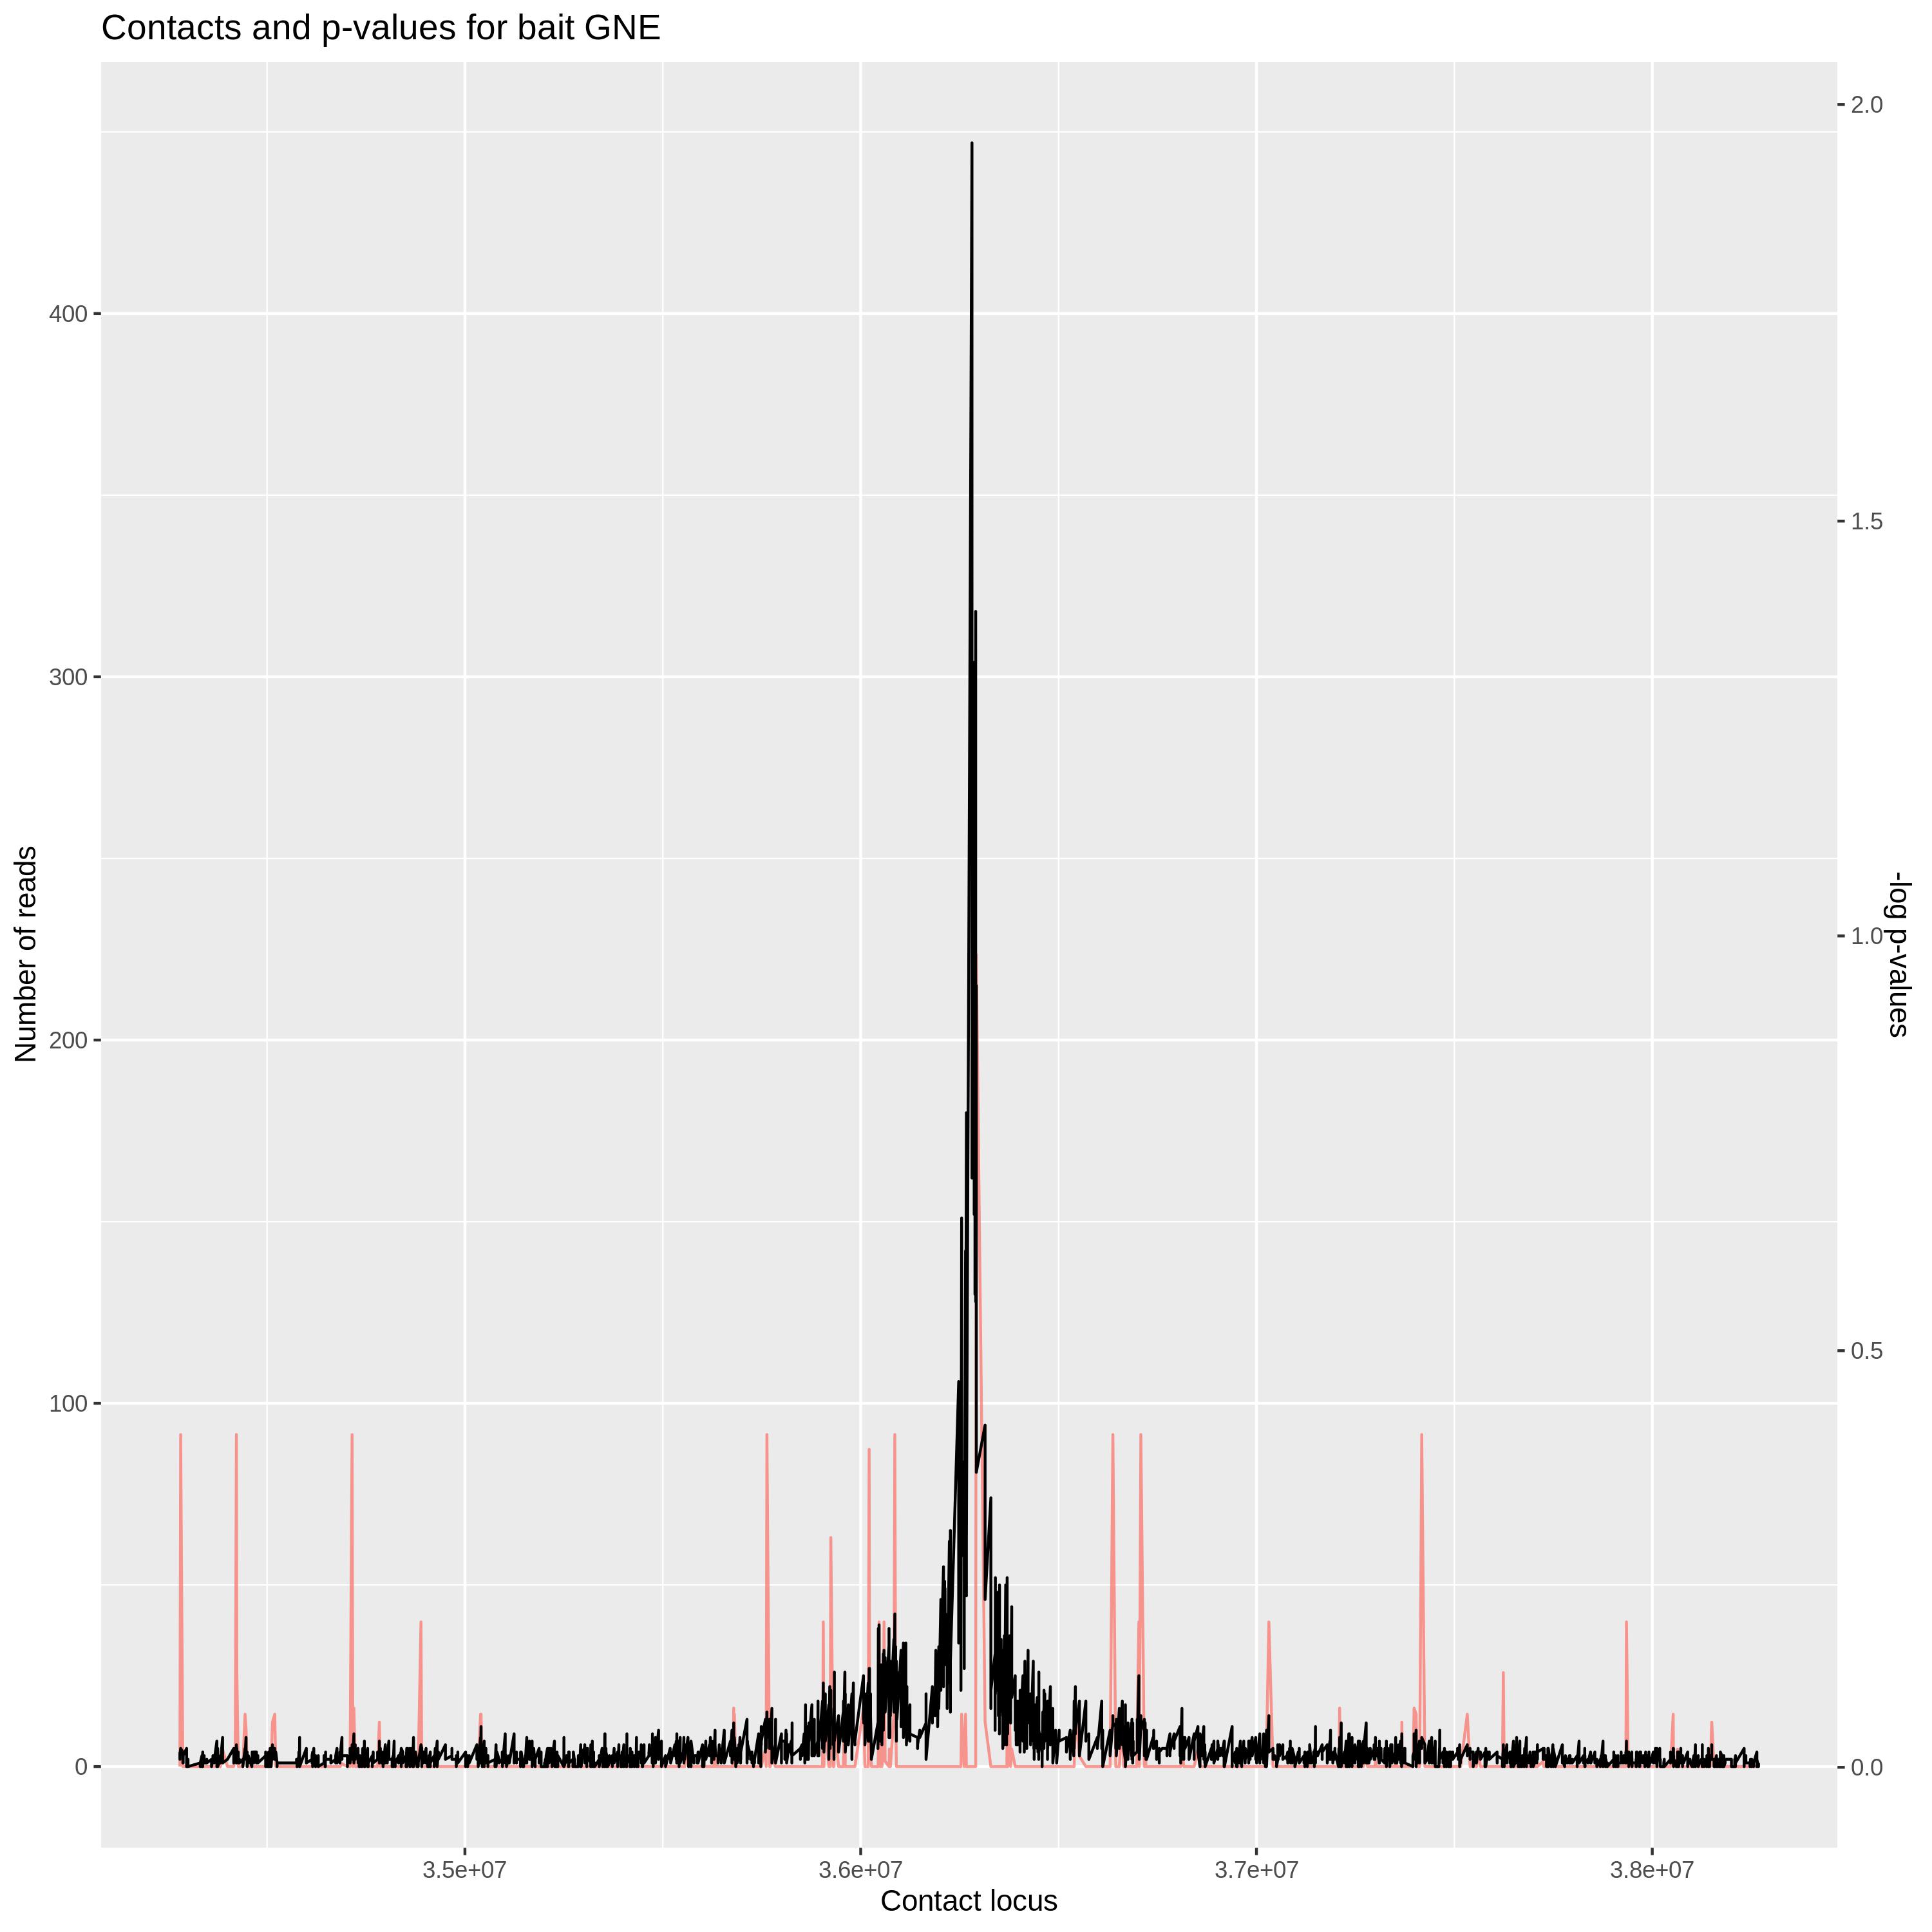 Contacts and p-values for bait GNE
Number of reads
400
300
200
100
0
2.0
1.5
1.0
0.5
0.0
-log p-values
3.5e+07
3.6e+07
3.7e+07
3.8e+07
Contact locus